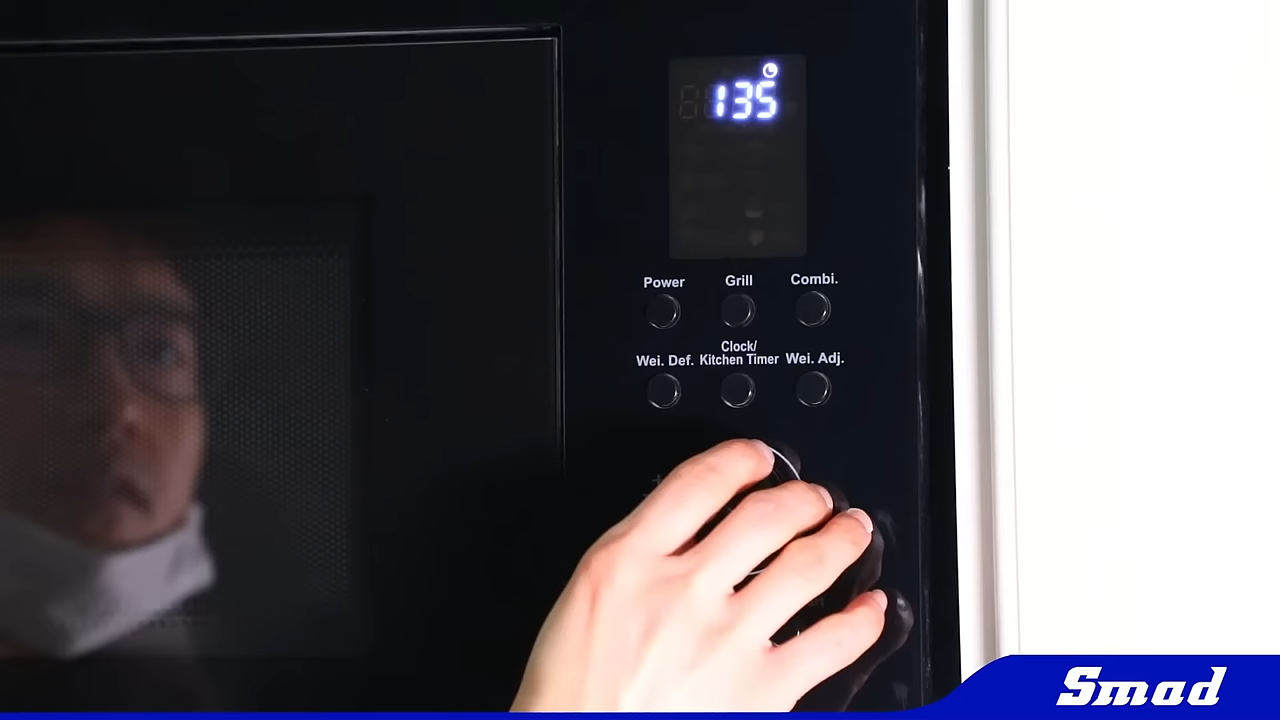 135
Power Grill Combi.
Clock/
Wei. Def. Kitchen Timer Wei. Adj.
Smad